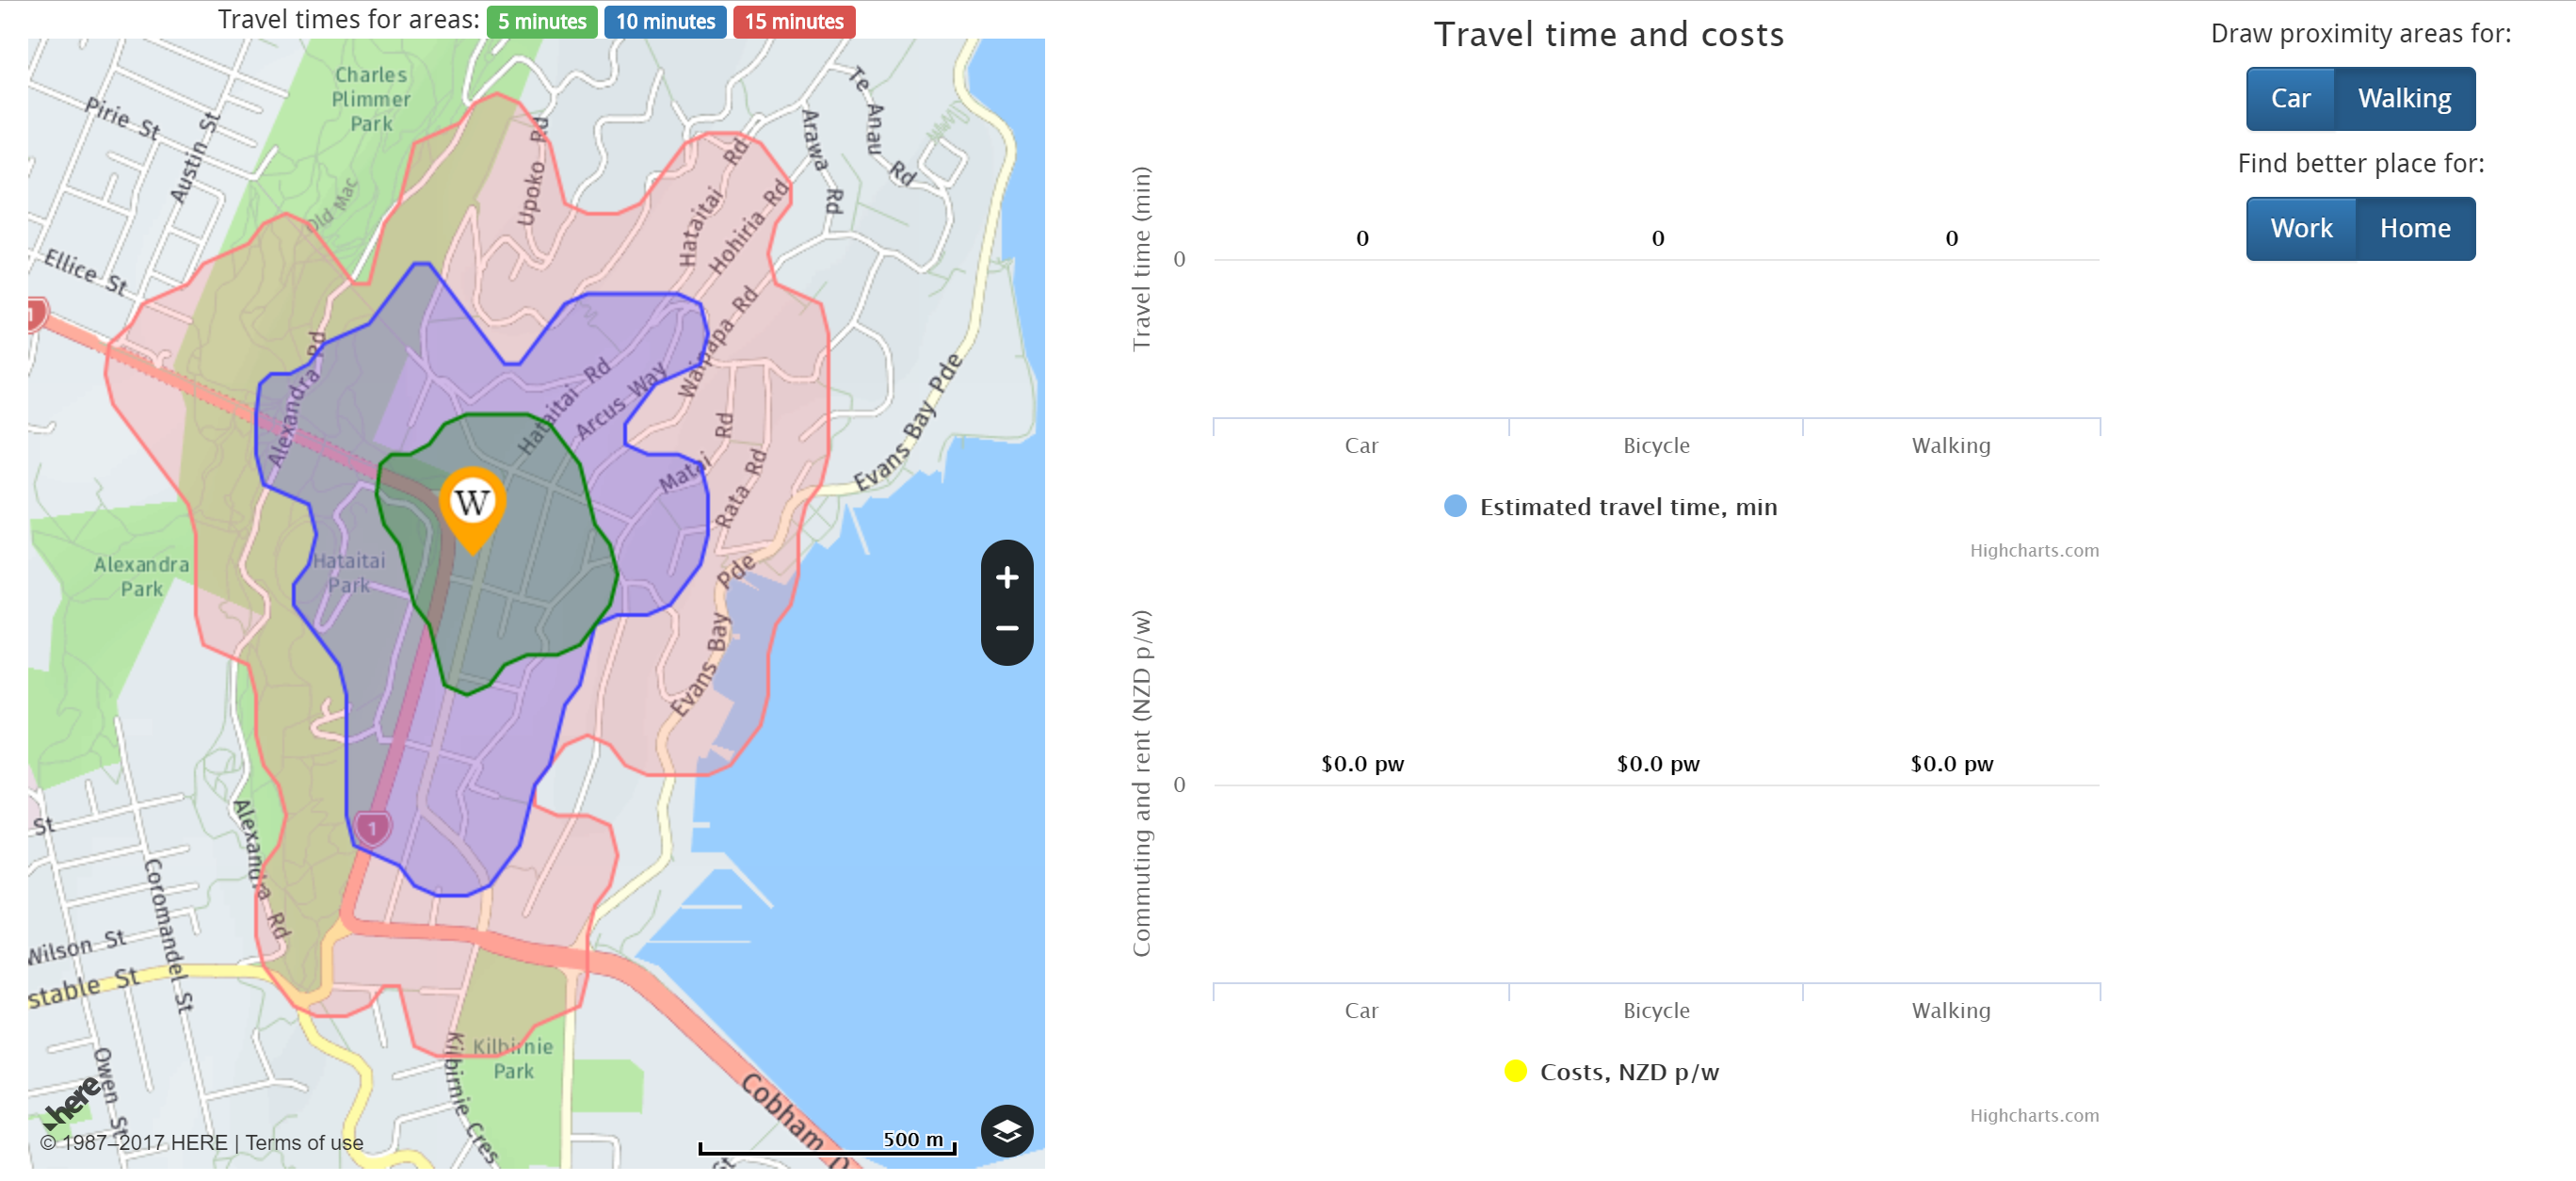 Travel times for areas: 5 minutes 10 minutes 15 minutes
Charles
Plimmer
Park
Pirie St
Austin St
Old Mac
Ellice St
1
Upoko Rd
Te Anau Rd
Arawa Rd
Hataitai Rd
Hohiria Rd
Waipapa Rd
Alexandra Rd
Hataitai Rd
Arcus Way
Matai Rd
Rata Rd
Evans Bay Pde
W
Hataitai
Park
Alexandra
Park
Evans Bay Pde
+
−
1
St
Alexandra Rd
Coromandel St
Wilson St
stable St
Owen St
Kilbirnie Cres
Kilbirnie
Park
Cobham D
St
here
© 1987–2017 HERE | Terms of use
500 m
Travel time and costs
Travel time (min)
0
0 0 0
Car Bicycle Walking
Estimated travel time, min
Highcharts.com
Commuting and rent (NZD p/w)
0
$0.0 pw $0.0 pw $0.0 pw
Car Bicycle Walking
Costs, NZD p/w
Highcharts.com
Draw proximity areas for:
Car Walking
Find better place for:
Work Home